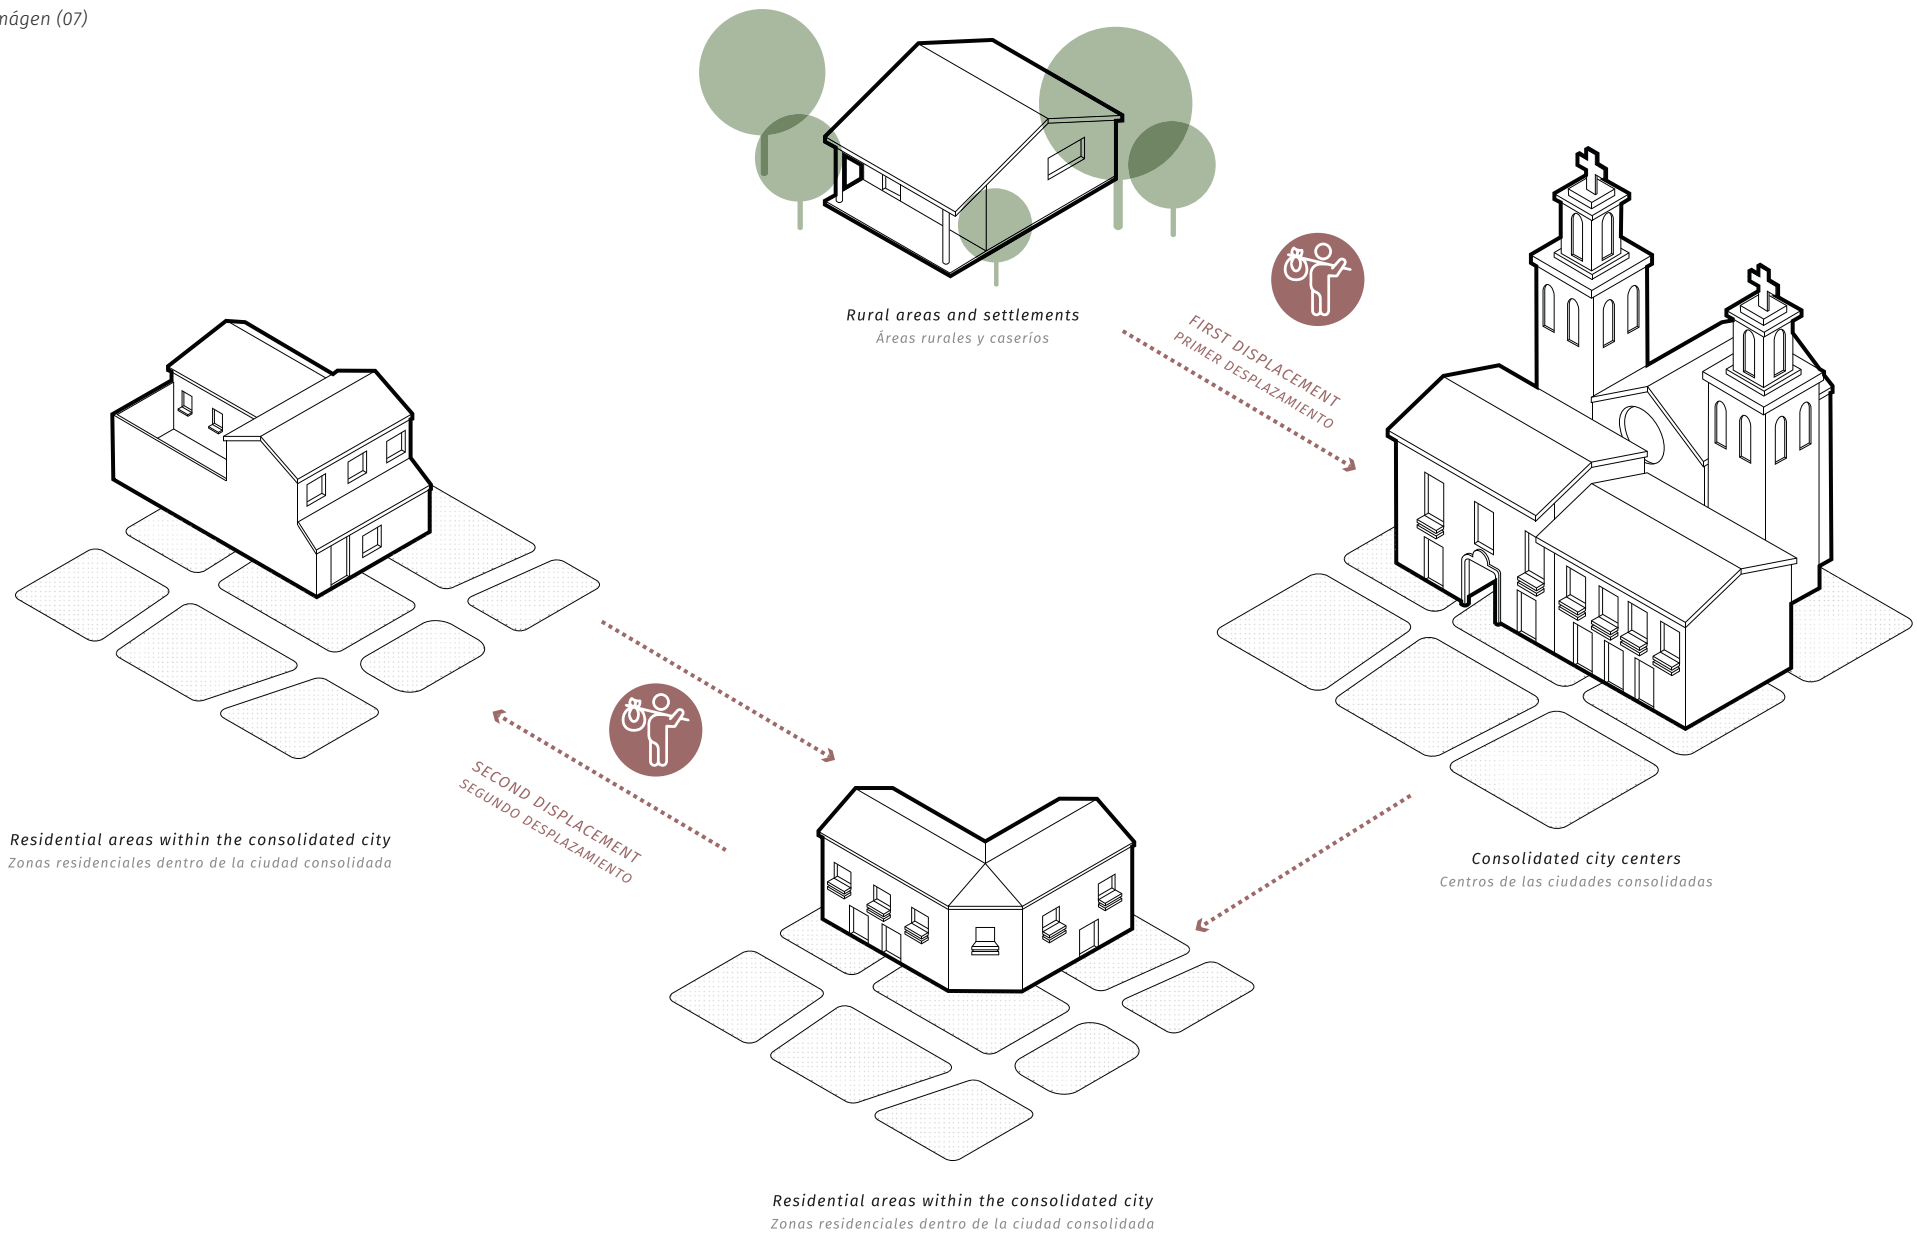 mágen (07)
Rural areas and settlements
Áreas rurales y caseríos
FIRST DISPLACEMENT
PRIMER DESPLAZAMIENTO
SECOND DISPLACEMENT
SEGUNDO DESPLAZAMIENTO
Residential areas within the consolidated city
Zonas residenciales dentro de la ciudad consolidada
Consolidated city centers
Centros de las ciudades consolidadas
Residential areas within the consolidated city
Zonas residenciales dentro de la ciudad consolidada